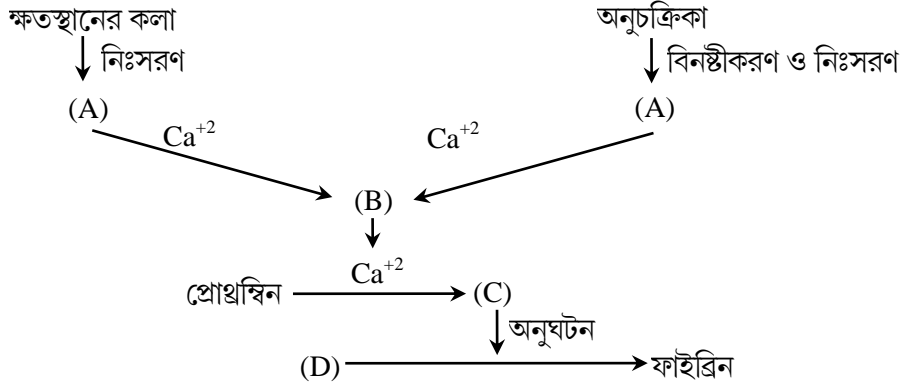 ক্ষতস্থানের কলা অনুচক্রিকা
নিঃসরণ বিনষ্টীকরণ ও নিঃসরণ
(A) (A)
Ca+2 Ca+2
(B)
Ca+2
প্রোথ্রম্বিন (C)
অনুঘটন
(D) ফাইব্রিন